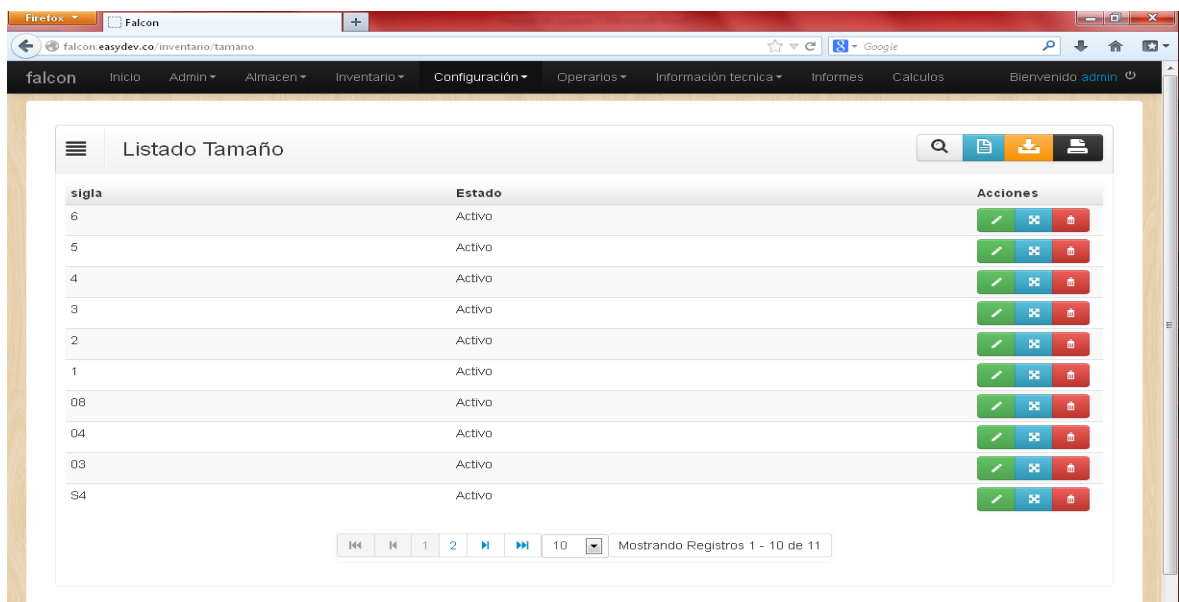 Firefox
Falcon
falcon.easydev.co/inventario/tamano
Google
falcon Inicio Admin Almacen Inventario Configuración Operarios Información tecnica Informes Calculos Bienvenido admin
Listado Tamaño
sigla Estado Acciones
6 Activo
5 Activo
4 Activo
3 Activo
2 Activo
1 Activo
08 Activo
04 Activo
03 Activo
S4 Activo
1 2 10 Mostrando Registros 1 - 10 de 11